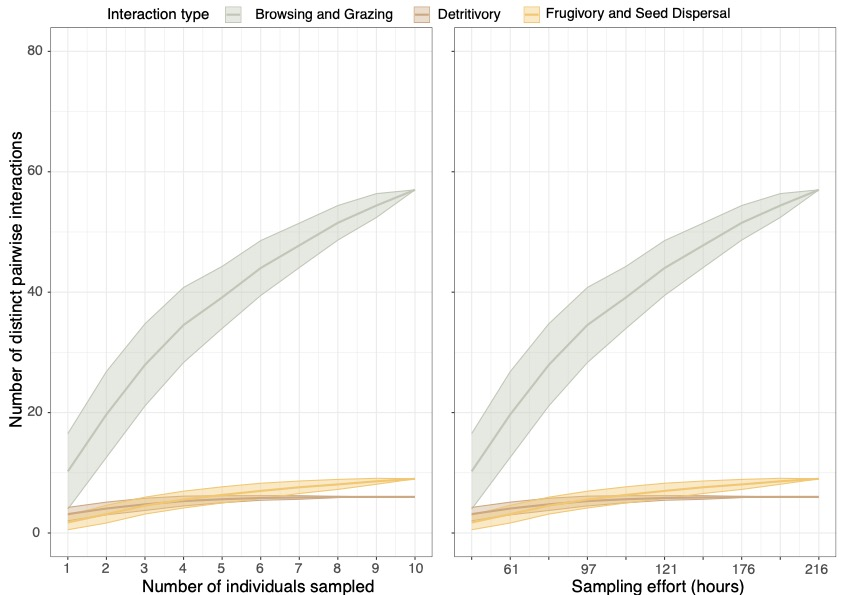 Interaction type Browsing and Grazing Detritivory Frugivory and Seed Dispersal
Number of distinct pairwise interactions
80
60
40
20
0
1 2 3 4 5 6 7 8 9 10
Number of individuals sampled
61 97 121 176 216
Sampling effort (hours)